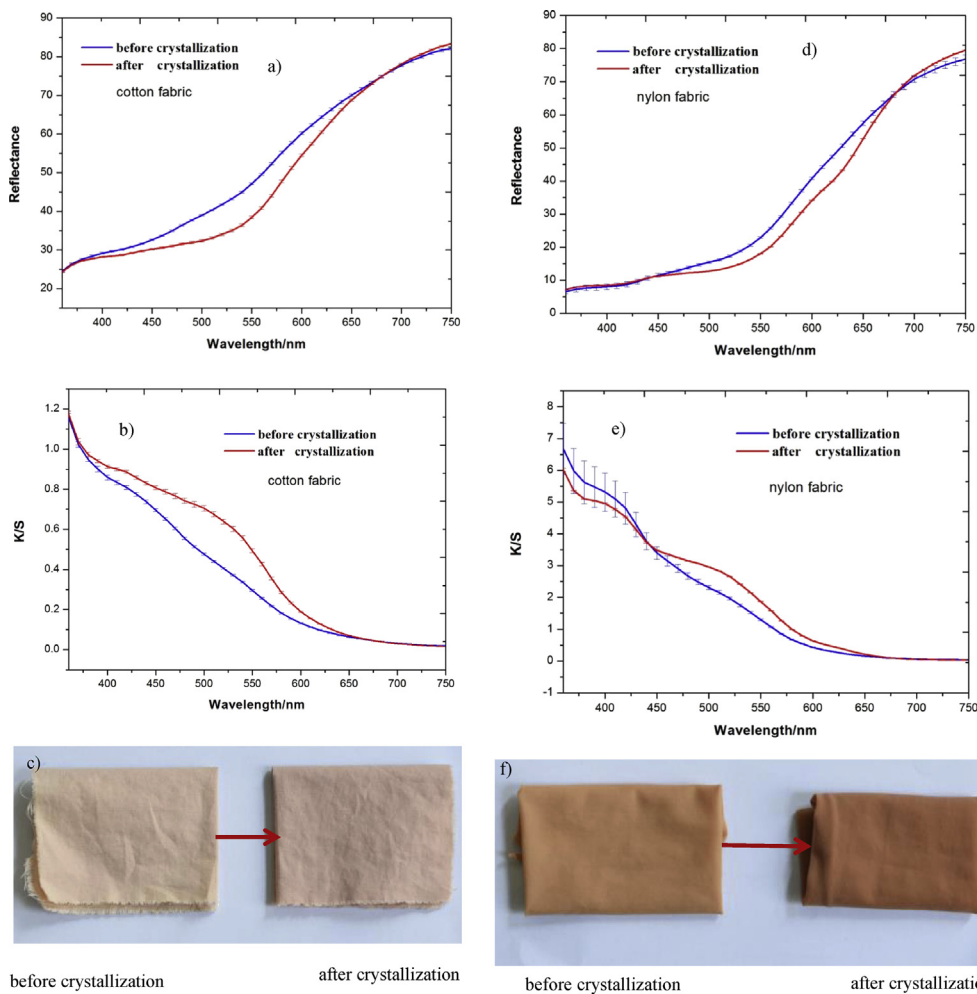 90
80
70
60
50
40
30
20
Reflectance
before crystallization
after crystallization
a)
cotton fabric
400 450 500 550 600 650 700 750
Wavelength/nm
90
80
70
60
50
40
30
20
10
0
Reflectance
before crystallization
after crystallization
d)
nylon fabric
400 450 500 550 600 650 700 750
Wavelength/nm
1.2
1.0
0.8
0.6
0.4
0.2
0.0
K/S
b)
before crystallization
after crystallization
cotton fabric
400 450 500 550 600 650 700 750
Wavelength/nm
8
7
6
5
4
3
2
1
0
-1
K/S
e)
before crystallization
after crystallization
nylon fabric
400 450 500 550 600 650 700 750
Wavelength/nm
c)
before crystallization
after crystallization
f)
before crystallization
after crystallizatio